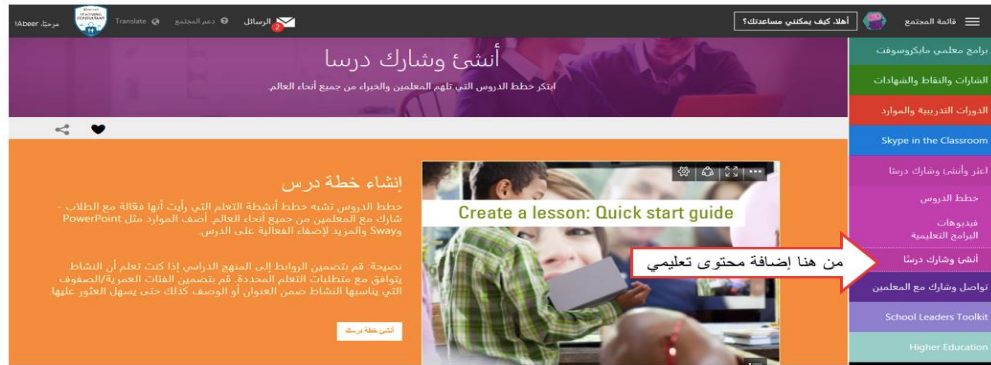 قائمة المجتمع
أهلا، كيف يمكنني مساعدتك؟
الرسائل
2
دعم المجتمع
Translate
CONSULTANT
مرحبًا، Abeer!
برامج معلمي مايكروسوفت
الشارات والنقاط والشهادات
الدورات التدريبية والموارد
Skype in the Classroom
اعثر وأنشئ وشارك درسًا
خطط الدروس
فيديوهات
البرامج التعليمية
أنشئ وشارك درسًا
تواصل وشارك مع المعلمين
School Leaders Toolkit
Higher Education
أنشئ وشارك درسا
ابتكر خطط الدروس التي تلهم المعلمين والخبراء من جميع أنحاء العالم.
Create a lesson: Quick start guide
من هنا إضافة محتوى تعليمي
إنشاء خطة درس
خطط الدروس تشبه خطط أنشطة التعلم التي رأيت أنها فعّالة مع الطلاب -
شارك مع المعلمين من جميع أنحاء العالم. أضف الموارد مثل PowerPoint
وSway والمزيد لإضفاء الفعالية على الدرس.
نصيحة: قم بتضمين الروابط إلى المنهج الدراسي إذا كنت تعلم أن النشاط
يتوافق مع متطلبات التعلم المحددة. قم بتضمين الفئات العمرية/الصفوف
التي يناسبها النشاط ضمن العنوان أو الوصف كذلك حتى يسهل العثور عليها.
أنشئ خطة درسك